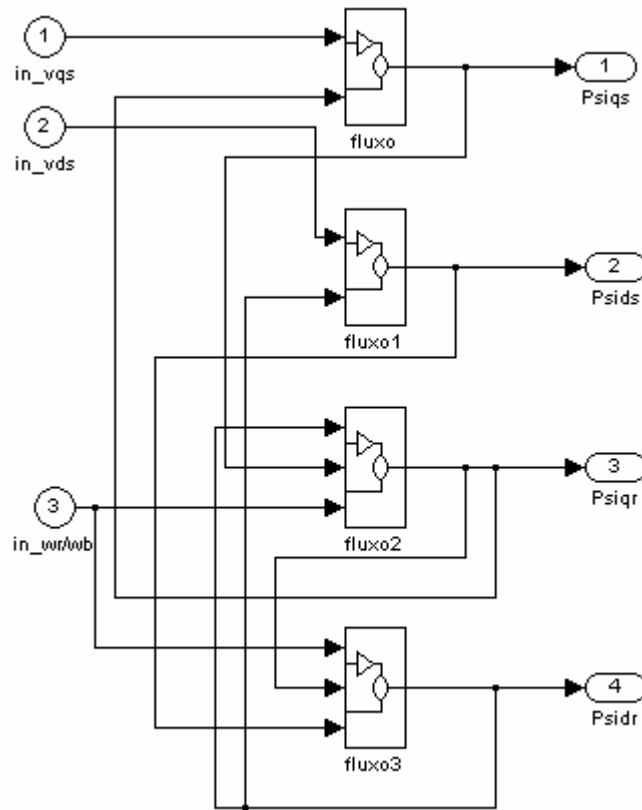 1
in_vqs
fluxo
1
Psiqs
2
in_vds
fluxo1
2
Psids
fluxo2
3
Psiqr
3
in_wr/wb
fluxo3
4
Psidr